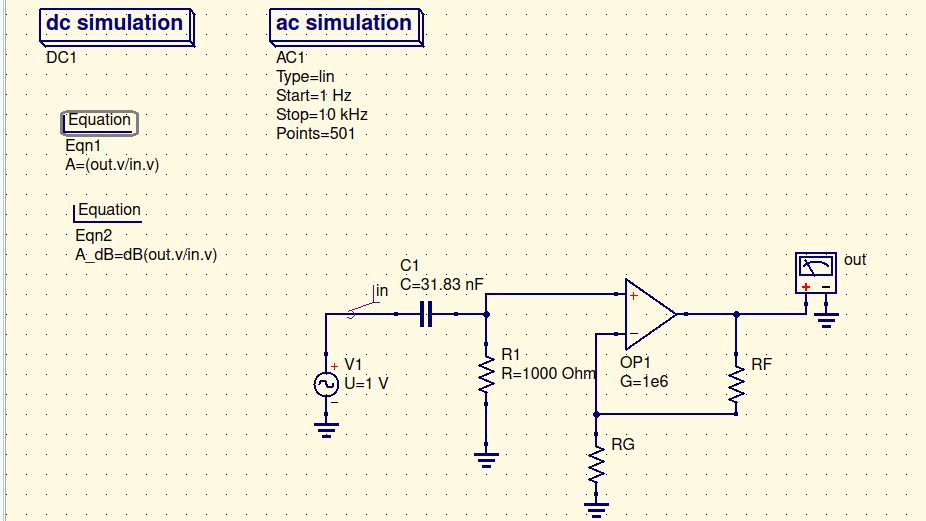 dc simulation
DC1
ac simulation
AC1
Type=lin
Start=1 Hz
Stop=10 kHz
Points=501
Equation
Eqn1
A=(out.v/in.v)
Equation
Eqn2
A_dB=dB(out.v/in.v)
C1
C=31.83 nF
in
out
+
-
+
-
V1
U=1 V
+
-
R1
R=1000 Ohm
OP1
G=1e6
RF
RG